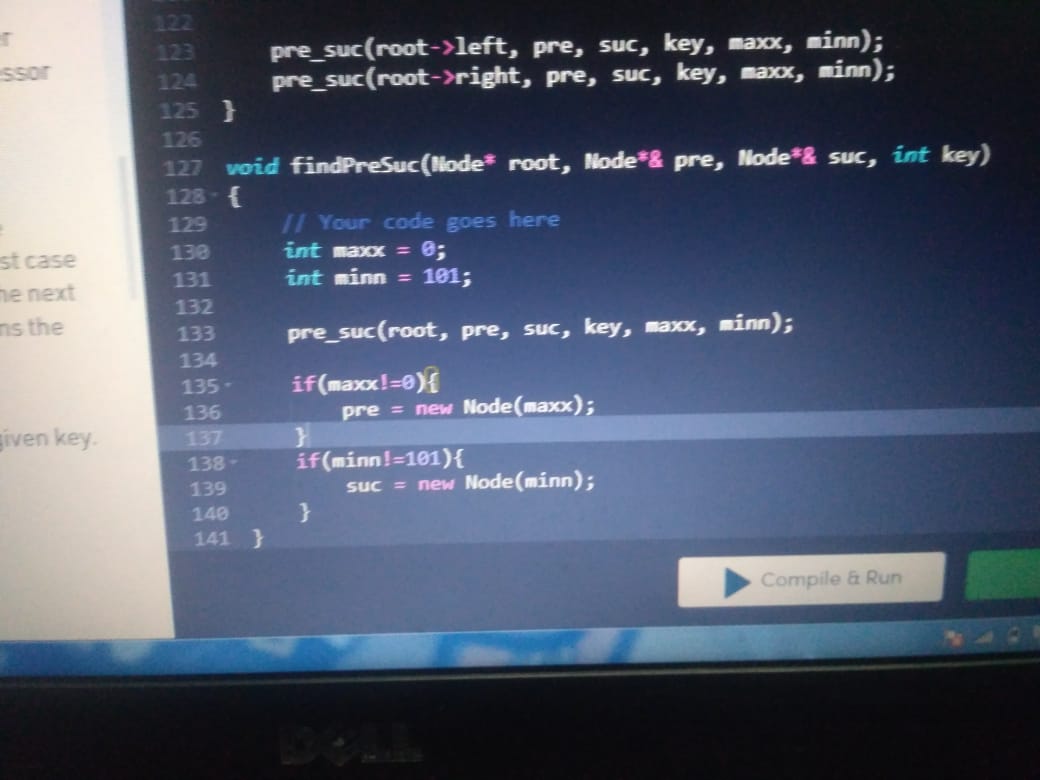 122
123 pre_suc(root->left, pre, suc, key, maxx, minn);
124 pre_suc(root->right, pre, suc, key, maxx, minn);
125 }
126
127 void findPreSuc(Node* root, Node*& pre, Node*& suc, int key)
128 {
129 // Your code goes here
130 int maxx = 0;
131 int minn = 101;
132
133 pre_suc(root, pre, suc, key, maxx, minn);
134
135 if(maxx!=0){
136 pre = new Node(maxx);
137 }
138 if(minn!=101){
139 suc = new Node(minn);
140 }
141 }
er
essor
st case
he next
ns the
given key.
Compile & Run
DELL